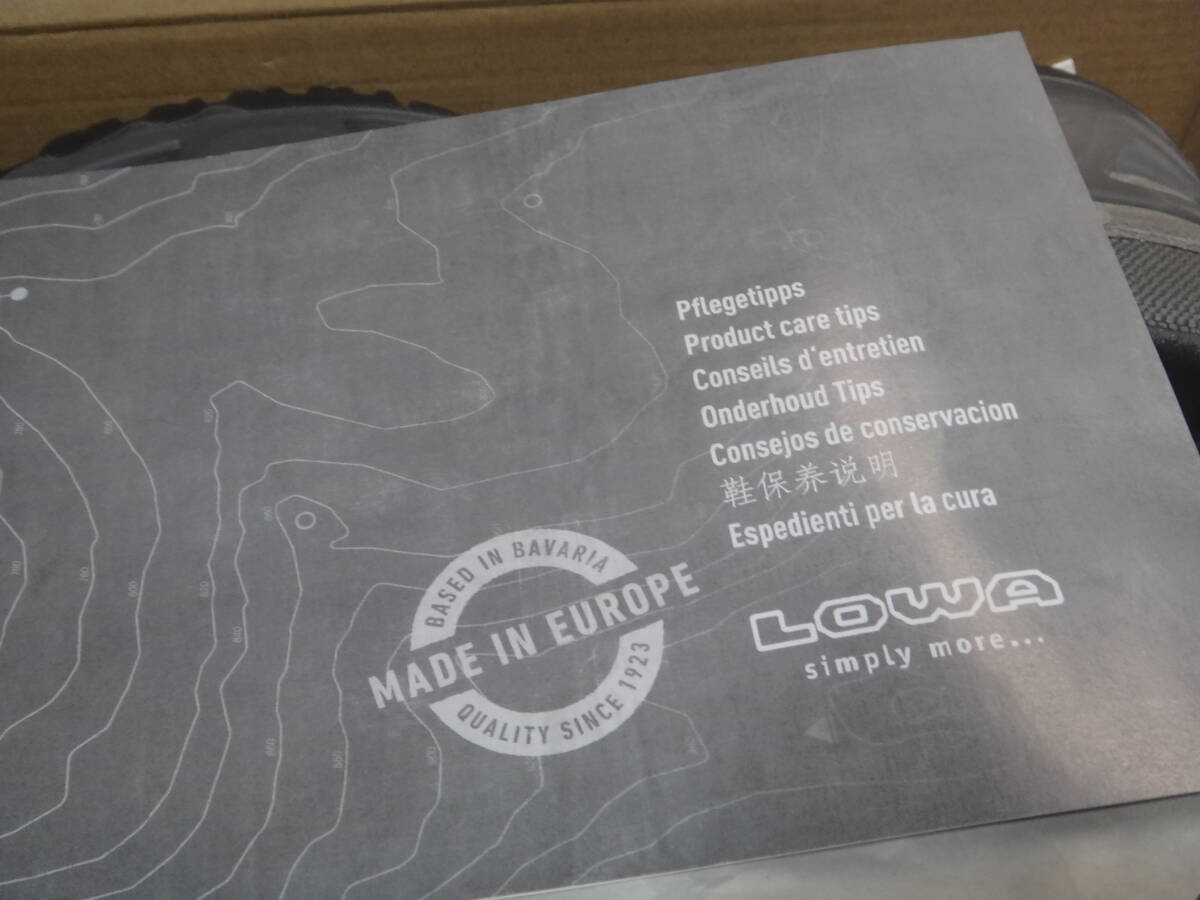 Pflegetipps
Product care tips
Conseils d'entretien
Onderhoud Tips
Consejos de conservacion
鞋保养说明
Espedienti per la cura
BASED IN BAVARIA
MADE IN EUROPE
QUALITY SINCE 1923
LOWA
simply more...